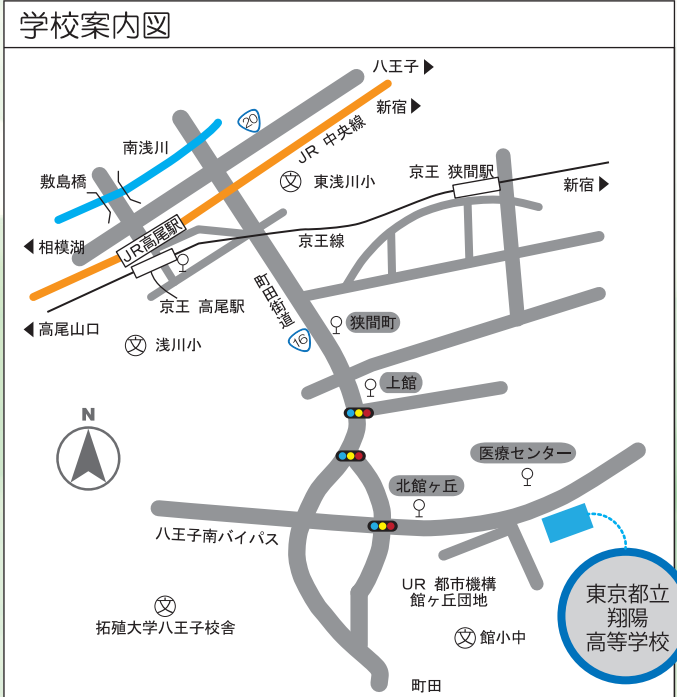 学校案内図
八王子▶
新宿▶
20
JR 中央線
南浅川
敷島橋
文 東浅川小
京王 狭間駅
新宿▶
◀相模湖
JR高尾駅
京王線
京王 高尾駅
町田街道
◀高尾山口
文 浅川小
16
狭間町
上館
N
医療センター
北館ヶ丘
八王子南バイパス
UR 都市機構
館ヶ丘団地
東京都立
翔陽
高等学校
文
拓殖大学八王子校舎
文 館小中
町田